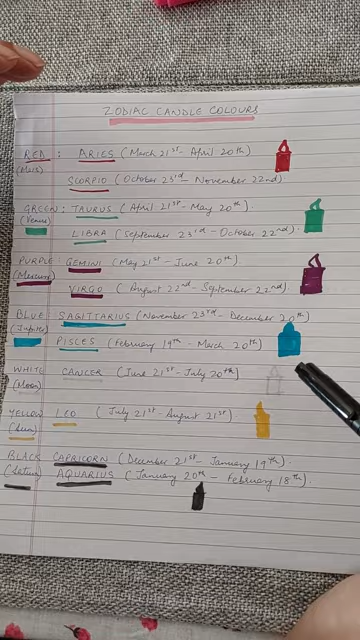 ZODIAC CANDLE COLOURS
RED : ARIES (March 21st - April 20th)
(Mars)
SCORPIO (October 23rd - November 22nd)
GREEN : TAURUS (April 21st - May 20th)
(Venus)
LIBRA (September 23rd - October 22nd)
PURPLE : GEMINI (May 21st - June 20th)
(Mercury)
VIRGO (August 22nd - September 22nd)
BLUE : SAGITTARIUS (November 23rd - December 20th)
(Jupiter)
PISCES (February 19th - March 20th)
WHITE CANCER (June 21st - July 20th)
(Moon)
YELLOW LEO (July 21st - August 21st)
(Sun)
BLACK CAPRICORN (December 21st - January 19th).
(Saturn) AQUARIUS (January 20th - February 18th)